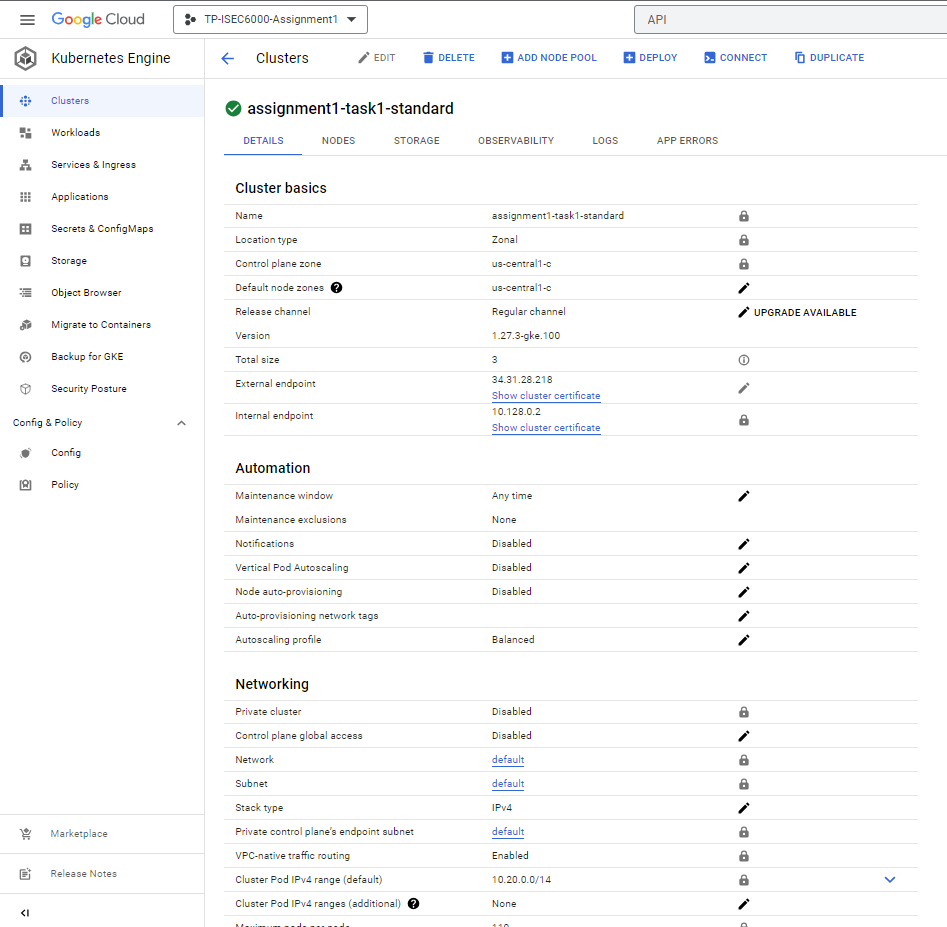 Google Cloud TP-ISEC6000-Assignment1 API
Kubernetes Engine
Clusters EDIT DELETE ADD NODE POOL DEPLOY CONNECT DUPLICATE
Clusters
Workloads
Services & Ingress
Applications
Secrets & ConfigMaps
Storage
Object Browser
Migrate to Containers
Backup for GKE
Security Posture
Config & Policy
Config
Policy
Marketplace
Release Notes
assignment1-task1-standard
DETAILS NODES STORAGE OBSERVABILITY LOGS APP ERRORS
Cluster basics
Name assignment1-task1-standard
Location type Zonal
Control plane zone us-central1-c
Default node zones ? us-central1-c
Release channel Regular channel UPGRADE AVAILABLE
Version 1.27.3-gke.100
Total size 3
External endpoint 34.31.28.218
Show cluster certificate
Internal endpoint 10.128.0.2
Show cluster certificate
Automation
Maintenance window Any time
Maintenance exclusions None
Notifications Disabled
Vertical Pod Autoscaling Disabled
Node auto-provisioning Disabled
Auto-provisioning network tags
Autoscaling profile Balanced
Networking
Private cluster Disabled
Control plane global access Disabled
Network default
Subnet default
Stack type IPv4
Private control plane's endpoint subnet default
VPC-native traffic routing Enabled
Cluster Pod IPv4 range (default) 10.20.0.0/14
Cluster Pod IPv4 ranges (additional) ? None